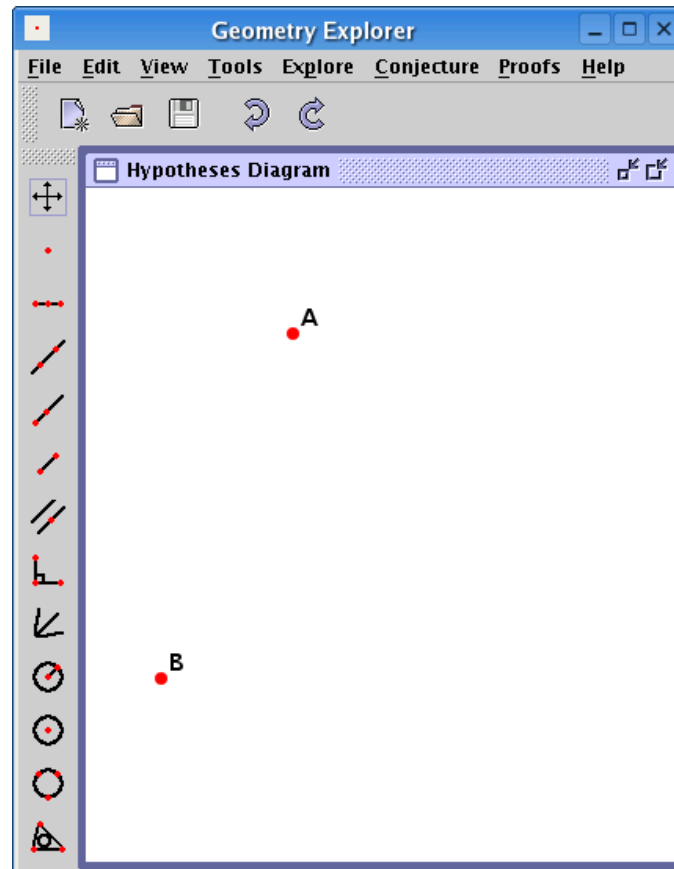 Geometry Explorer
File Edit View Tools Explore Conjecture Proofs Help
Hypotheses Diagram
A
B